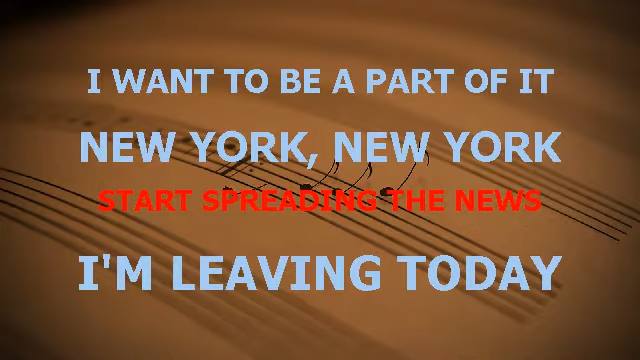 I WANT TO BE A PART OF IT
NEW YORK, NEW YORK
START SPREADING THE NEWS
I'M LEAVING TODAY